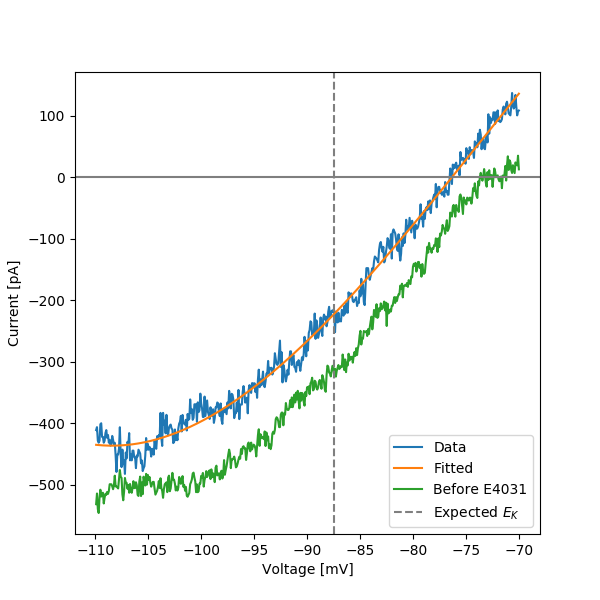 100
0
−100
−200
−300
−400
−500
Current [pA]
−110 −105 −100 −95 −90 −85 −80 −75 −70
Voltage [mV]
Data
Fitted
Before E4031
Expected E_K